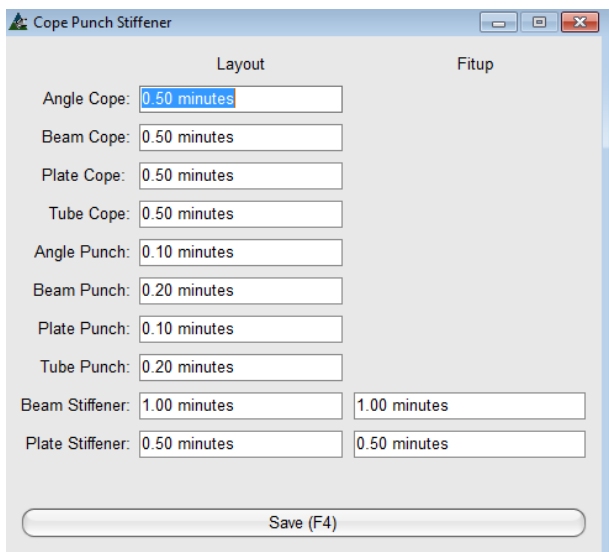 Cope Punch Stiffener
Layout Fitup
Angle Cope: 0.50 minutes
Beam Cope: 0.50 minutes
Plate Cope: 0.50 minutes
Tube Cope: 0.50 minutes
Angle Punch: 0.10 minutes
Beam Punch: 0.20 minutes
Plate Punch: 0.10 minutes
Tube Punch: 0.20 minutes
Beam Stiffener: 1.00 minutes 1.00 minutes
Plate Stiffener: 0.50 minutes 0.50 minutes
Save (F4)